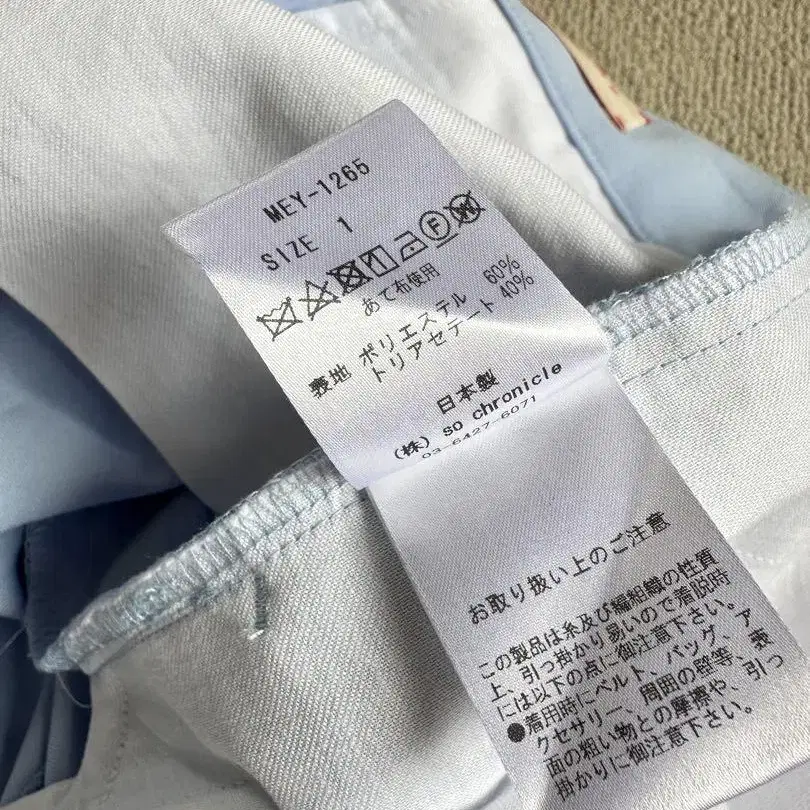 MEY-1265
SIZE 1
F W
あて布使用
表地 ポリエステル 60%
トリアセテート 40%
日本製
(株) so chronicle
03-6427-6071
お取り扱い上のご注意
この製品は糸及び編組織の性質
上、引っ掛かり易いので着脱時
には以下の点に御注意下さい。
●着用時にベルト、バッグ、ア
クセサリー、周囲の壁等、表
面の粗い物との摩擦や、引っ
掛かりに御注意下さい。